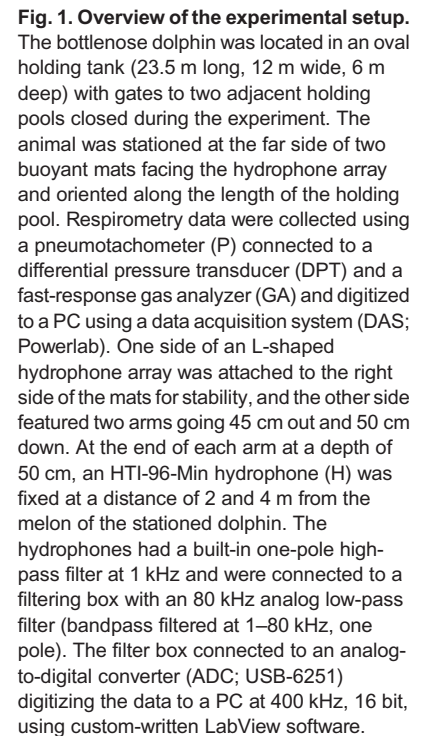 Fig. 1. Overview of the experimental setup.
The bottlenose dolphin was located in an oval
holding tank (23.5 m long, 12 m wide, 6 m
deep) with gates to two adjacent holding
pools closed during the experiment. The
animal was stationed at the far side of two
buoyant mats facing the hydrophone array
and oriented along the length of the holding
pool. Respirometry data were collected using
a pneumotachometer (P) connected to a
differential pressure transducer (DPT) and a
fast-response gas analyzer (GA) and digitized
to a PC using a data acquisition system (DAS;
Powerlab). One side of an L-shaped
hydrophone array was attached to the right
side of the mats for stability, and the other side
featured two arms going 45 cm out and 50 cm
down. At the end of each arm at a depth of
50 cm, an HTI-96-Min hydrophone (H) was
fixed at a distance of 2 and 4 m from the
melon of the stationed dolphin. The
hydrophones had a built-in one-pole high-
pass filter at 1 kHz and were connected to a
filtering box with an 80 kHz analog low-pass
filter (bandpass filtered at 1–80 kHz, one
pole). The filter box connected to an analog-
to-digital converter (ADC; USB-6251)
digitizing the data to a PC at 400 kHz, 16 bit,
using custom-written LabView software.